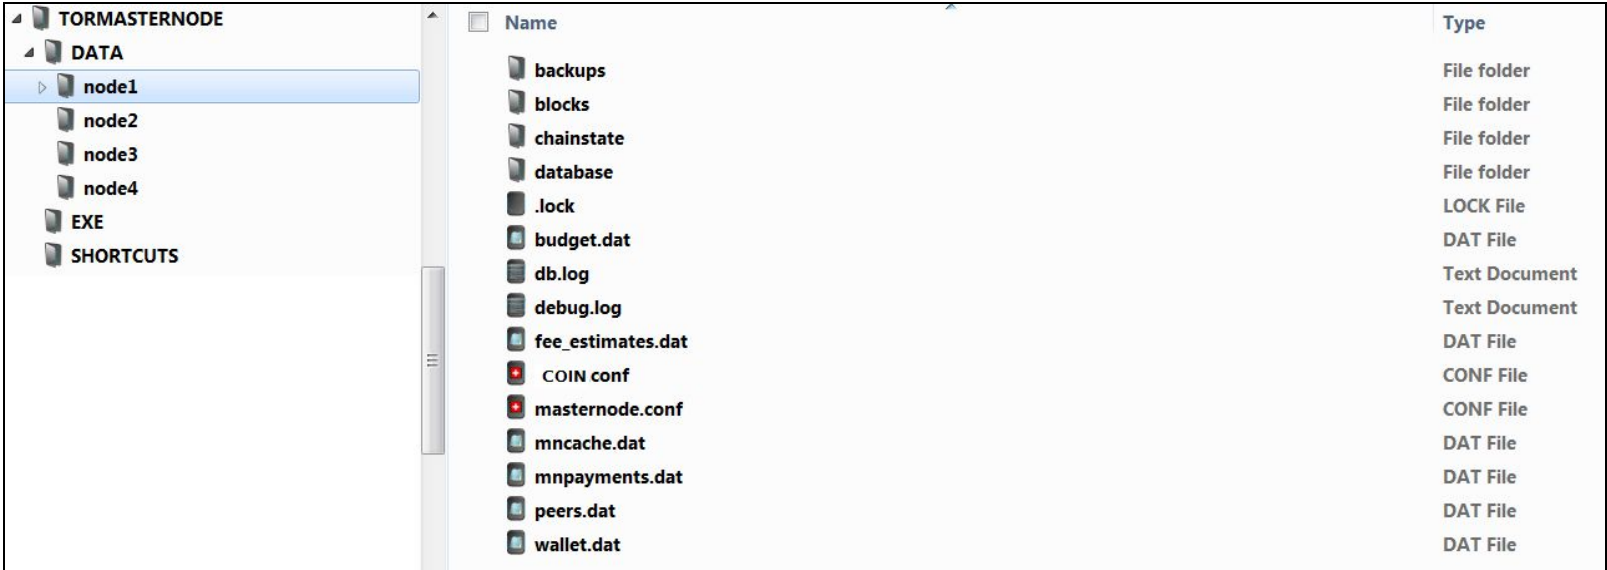 TORMASTERNODE
DATA
node1
node2
node3
node4
EXE
SHORTCUTS
Name Type
backups File folder
blocks File folder
chainstate File folder
database File folder
.lock LOCK File
budget.dat DAT File
db.log Text Document
debug.log Text Document
fee_estimates.dat DAT File
COIN conf CONF File
masternode.conf CONF File
mncache.dat DAT File
mnpayments.dat DAT File
peers.dat DAT File
wallet.dat DAT File